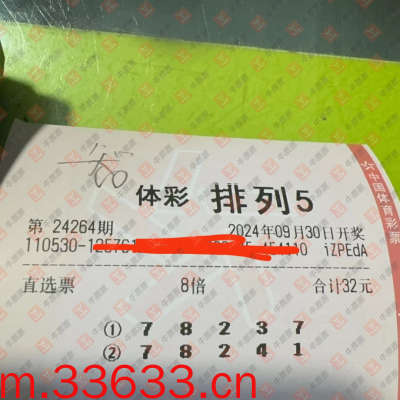 体彩 排列5
第 24264期 2024年09月30日开奖
110530- iZPEdA
直选票 8倍 合计32元
① 7 8 2 3 7
② 7 8 2 4 1
中国体育彩票
m.33633.cn